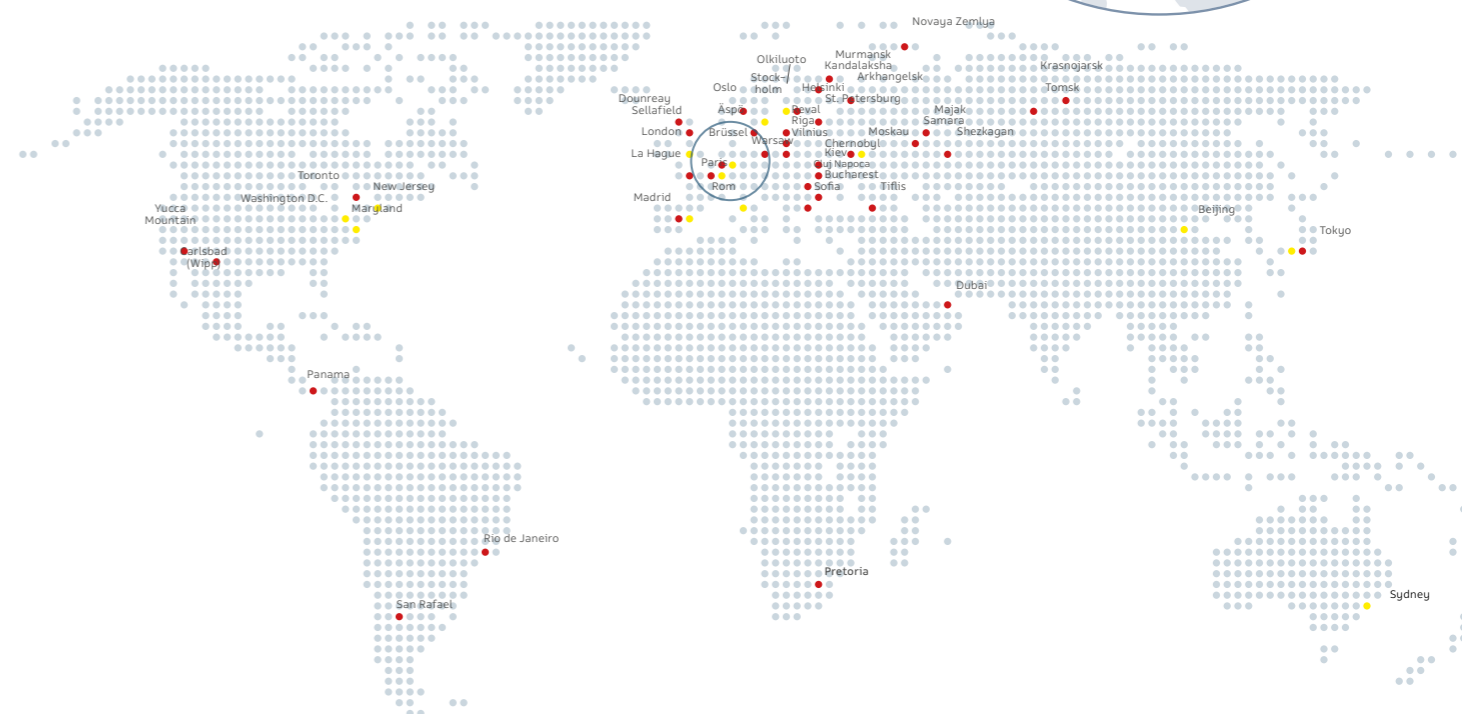 Novaya Zemlya
Murmansk
Kandalaksha
Arkhangelsk
Olkiluoto
Stock-/
holm
Helsinki
St. Petersburg
Krasnojarsk
Tomsk
Oslo
Dounreay
Sellafield
Äspö
Reval
Riga
Vilnius
Majak
Samara
Shezkagan
Moskau
London
Brüssel
Warsaw
Chernobyl
Kiev
La Hague
Paris
Cluj Napoca
Bucharest
Toronto
New Jersey
Rom
Sofia
Tiflis
Washington D.C.
Maryland
Madrid
Yucca
Mountain
Beijing
Tokyo
Carlsbad
(Wipp)
Dubai
Panama
Rio de Janeiro
Pretoria
San Rafael
Sydney